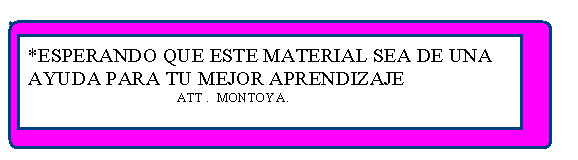 *ESPERANDO QUE ESTE MATERIAL SEA DE UNA
AYUDA PARA TU MEJOR APRENDIZAJE
ATT. MONTOYA.